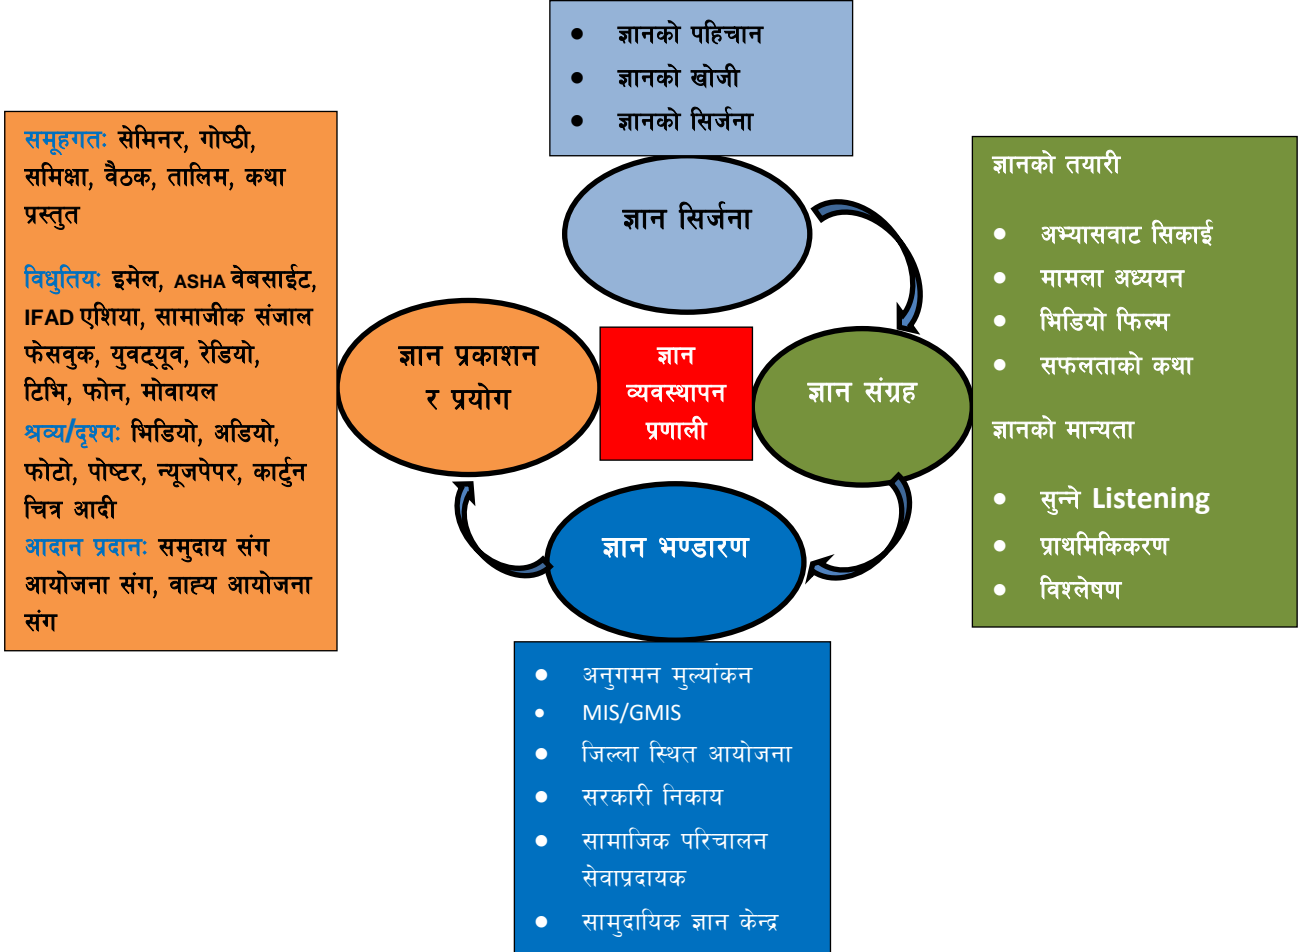 ज्ञानको पहिचान
ज्ञानको खोजी
ज्ञानको सिर्जना
ज्ञान सिर्जना
समूहगतः सेमिनर, गोष्ठी,
समिक्षा, वैठक, तालिम, कथा
प्रस्तुत
विधुतियः इमेल, ASHA वेबसाईट,
IFAD एशिया, सामाजीक संजाल
फेसवुक, युवट्यूव, रेडियो,
टिभि, फोन, मोवायल
श्रव्य/दृश्यः भिडियो, अडियो,
फोटो, पोष्टर, न्यूजपेपर, कार्टुन
चित्र आदी
आदान प्रदानः समुदाय संग
आयोजना संग, वाह्य आयोजना
संग
ज्ञान प्रकाशन
र प्रयोग
ज्ञान
व्यवस्थापन
प्रणाली
ज्ञान संग्रह
ज्ञानको तयारी
अभ्यासवाट सिकाई
मामला अध्ययन
भिडियो फिल्म
सफलताको कथा
ज्ञानको मान्यता
सुन्ने Listening
प्राथमिकिकरण
विश्लेषण
ज्ञान भण्डारण
अनुगमन मुल्यांकन
MIS/GMIS
जिल्ला स्थित आयोजना
सरकारी निकाय
सामाजिक परिचालन
सेवाप्रदायक
सामुदायिक ज्ञान केन्द्र